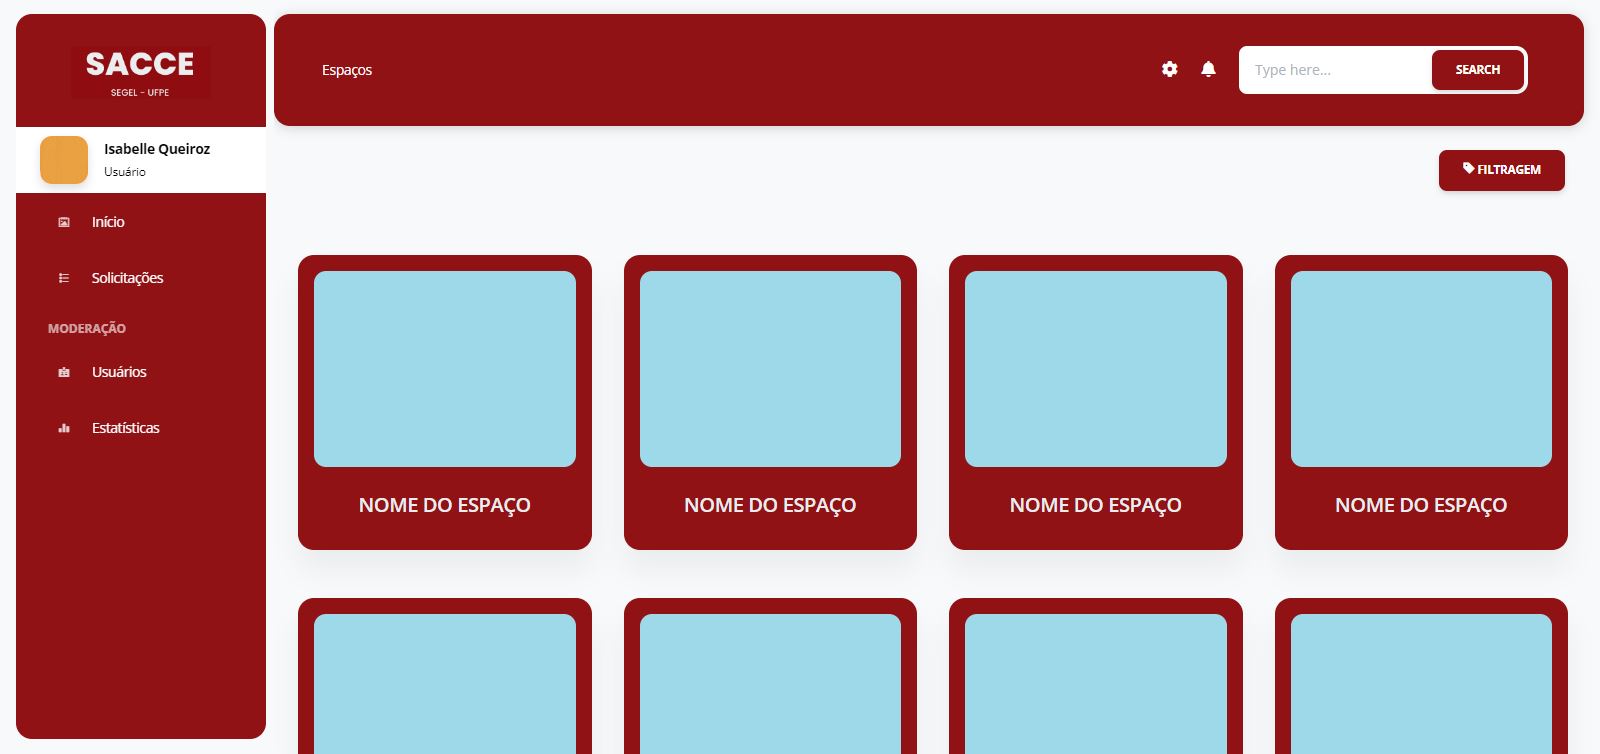 SACCE
SEGEL - UFPE
Isabelle Queiroz
Usuário
Início
Solicitações
MODERAÇÃO
Usuários
Estatísticas
Espaços
Type here...
SEARCH
FILTRAGEM
NOME DO ESPAÇO
NOME DO ESPAÇO
NOME DO ESPAÇO
NOME DO ESPAÇO